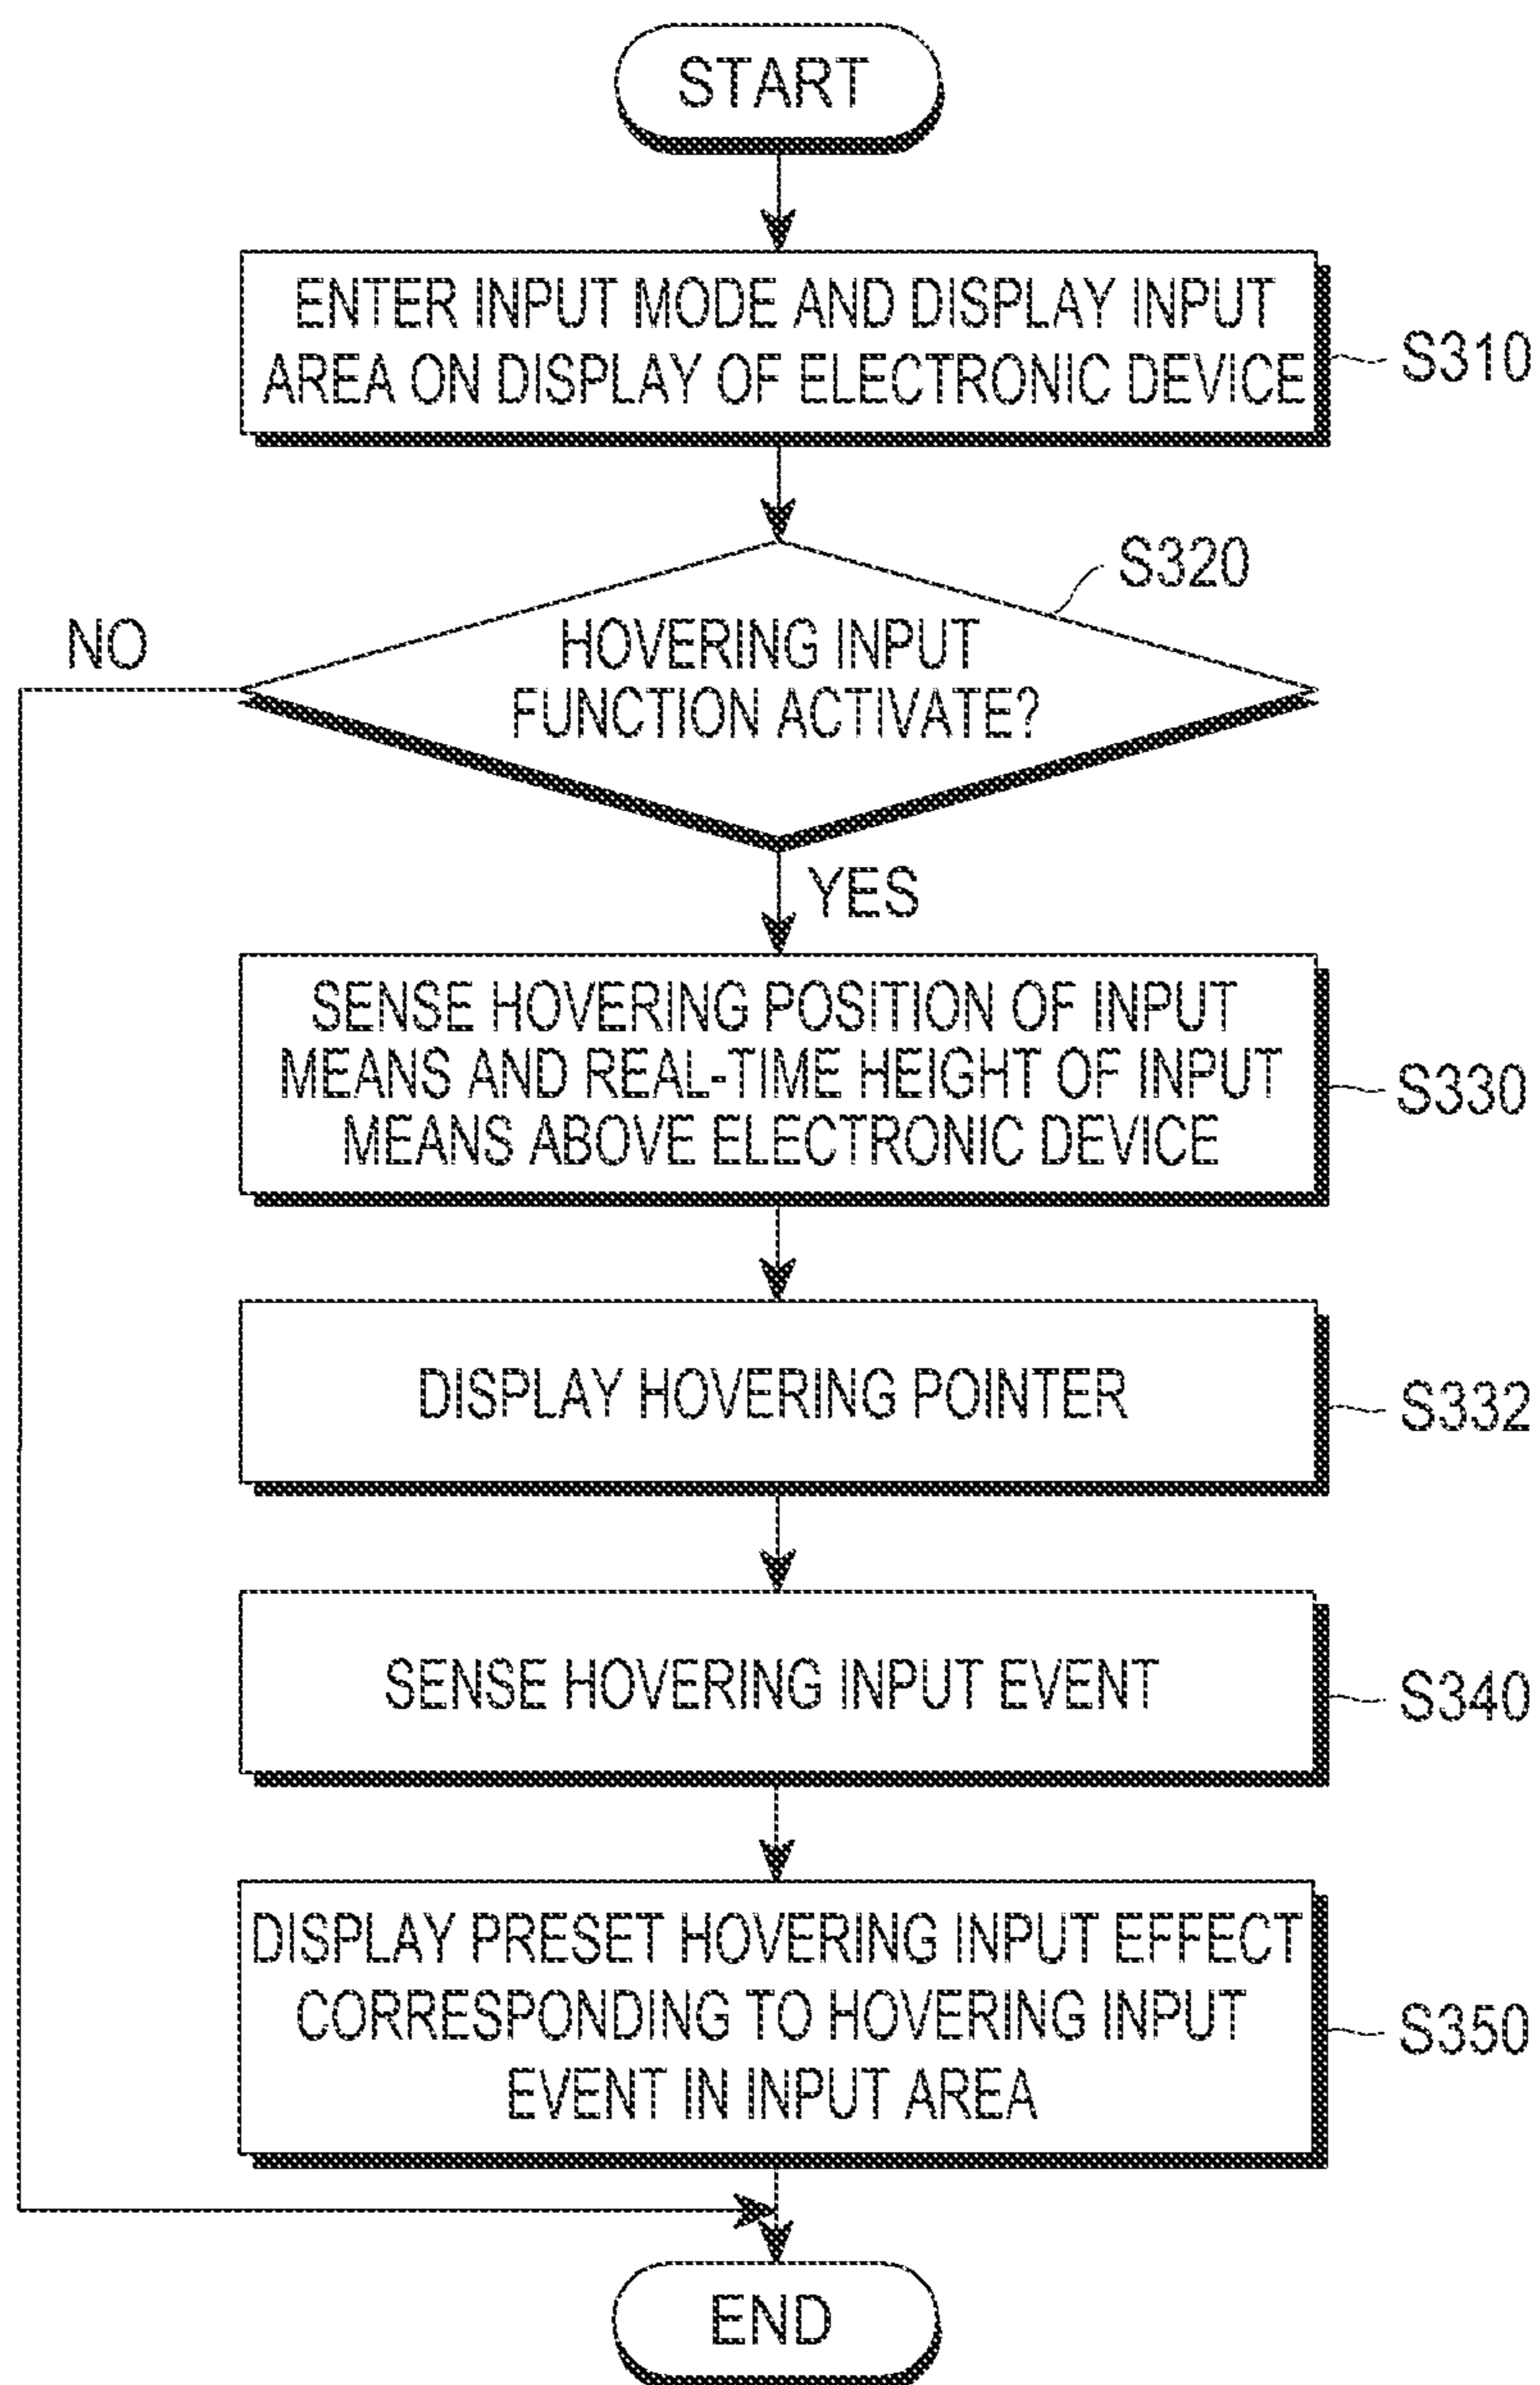 START
ENTER INPUT MODE AND DISPLAY INPUT
AREA ON DISPLAY OF ELECTRONIC DEVICE
S310
S320
NO
HOVERING INPUT
FUNCTION ACTIVATE?
YES
SENSE HOVERING POSITION OF INPUT
MEANS AND REAL-TIME HEIGHT OF INPUT
MEANS ABOVE ELECTRONIC DEVICE
S330
DISPLAY HOVERING POINTER
S332
SENSE HOVERING INPUT EVENT
S340
DISPLAY PRESET HOVERING INPUT EFFECT
CORRESPONDING TO HOVERING INPUT
EVENT IN INPUT AREA
S350
END